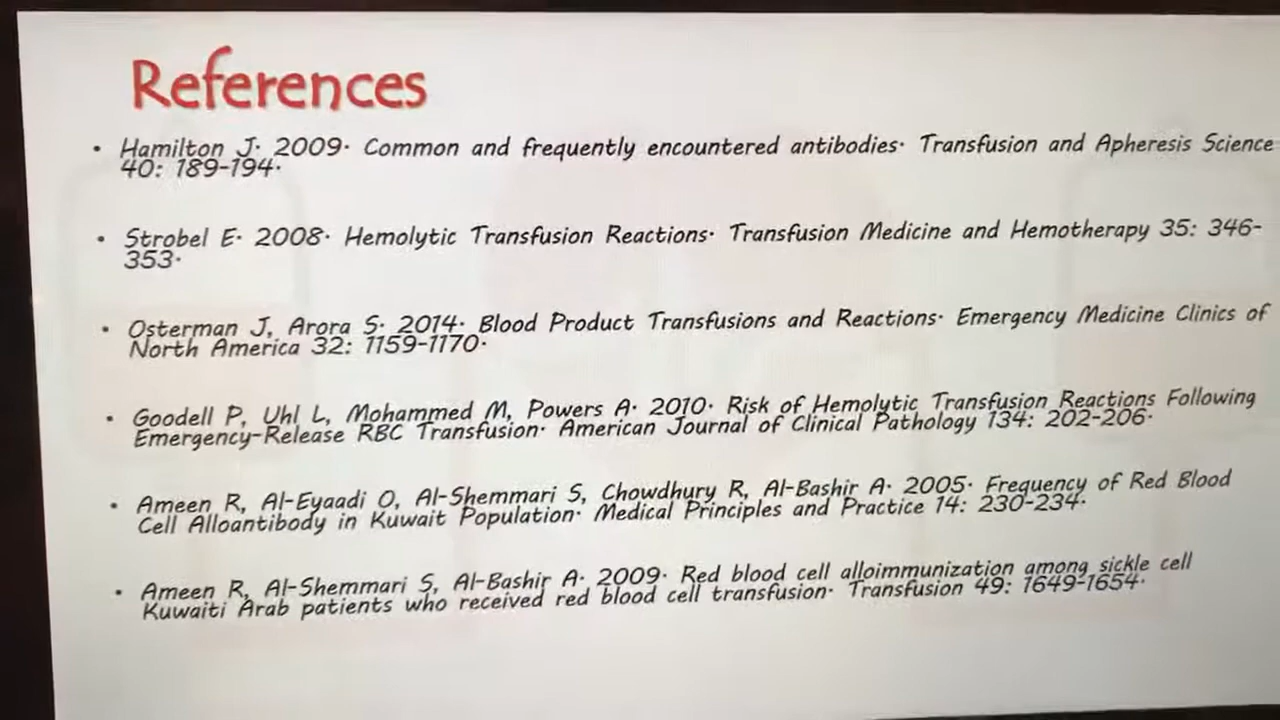 References
• Hamilton J. 2009. Common and frequently encountered antibodies. Transfusion and Apheresis Science
40: 189-194.
• Strobel E. 2008. Hemolytic Transfusion Reactions. Transfusion Medicine and Hemotherapy 35: 346-
353.
• Osterman J, Arora S. 2014. Blood Product Transfusions and Reactions. Emergency Medicine Clinics of
North America 32: 1159-1170.
• Goodell P, Uhl L, Mohammed M, Powers A. 2010. Risk of Hemolytic Transfusion Reactions Following
Emergency-Release RBC Transfusion. American Journal of Clinical Pathology 134: 202-206.
• Ameen R, Al-Eyaadi O, Al-Shemmari S, Chowdhury R, Al-Bashir A. 2005. Frequency of Red Blood
Cell Alloantibody in Kuwait Population. Medical Principles and Practice 14: 230-234.
• Ameen R, Al-Shemmari S, Al-Bashir A. 2009. Red blood cell alloimmunization among sickle cell
Kuwaiti Arab patients who received red blood cell transfusion. Transfusion 49: 1649-1654.